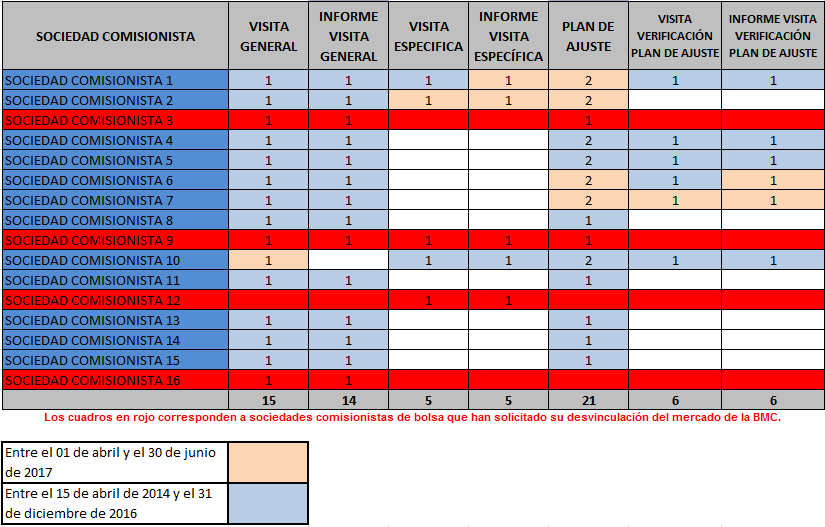 SOCIEDAD COMISIONISTA VISITA GENERAL INFORME VISITA GENERAL VISITA ESPECIFICA INFORME VISITA ESPECÍFICA PLAN DE AJUSTE VISITA VERIFICACIÓN PLAN DE AJUSTE INFORME VISITA VERIFICACIÓN PLAN DE AJUSTE
SOCIEDAD COMISIONISTA 1 1 1 1 1 2 1 1
SOCIEDAD COMISIONISTA 2 1 1 1 1 2
SOCIEDAD COMISIONISTA 3 1 1 1
SOCIEDAD COMISIONISTA 4 1 1 2 1 1
SOCIEDAD COMISIONISTA 5 1 1 2 1 1
SOCIEDAD COMISIONISTA 6 1 1 2 1 1
SOCIEDAD COMISIONISTA 7 1 1 2 1 1
SOCIEDAD COMISIONISTA 8 1 1 1
SOCIEDAD COMISIONISTA 9 1 1 1 1 1
SOCIEDAD COMISIONISTA 10 1 1 1 2 1 1
SOCIEDAD COMISIONISTA 11 1 1 1
SOCIEDAD COMISIONISTA 12 1 1
SOCIEDAD COMISIONISTA 13 1 1 1
SOCIEDAD COMISIONISTA 14 1 1 1
SOCIEDAD COMISIONISTA 15 1 1 1
SOCIEDAD COMISIONISTA 16 1 1
15 14 5 5 21 6 6
Los cuadros en rojo corresponden a sociedades comisionistas de bolsa que han solicitado su desvinculación del mercado de la BMC.
Entre el 01 de abril y el 30 de junio
de 2017
Entre el 15 de abril de 2014 y el 31
de diciembre de 2016